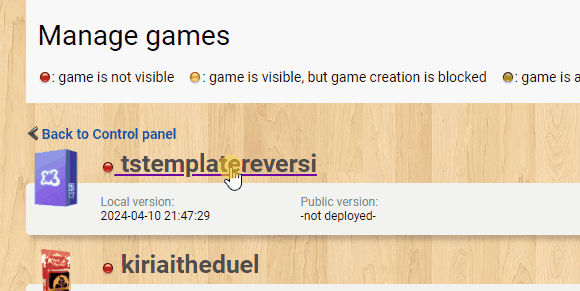 Manage games
: game is not visible : game is visible, but game creation is blocked : game is a
Back to Control panel
tstemplatereversi
Local version: Public version:
2024-04-10 21:47:29 -not deployed-
kiriaitheduel